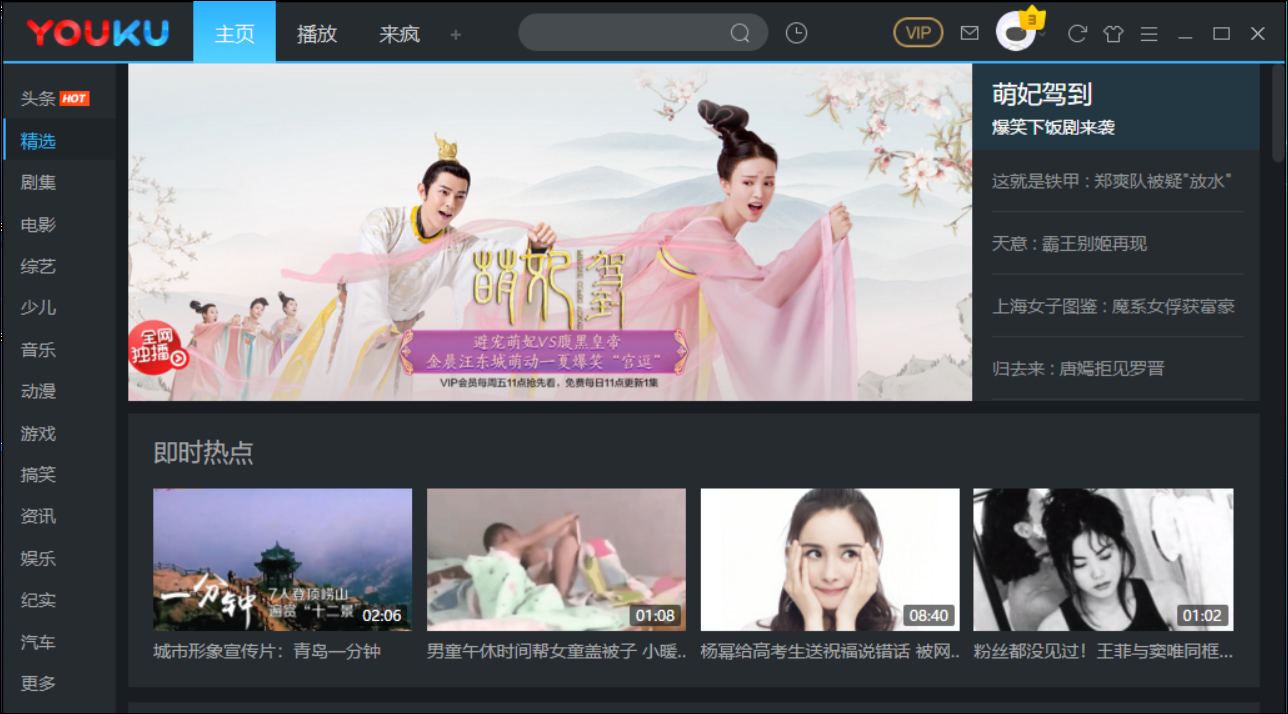 YOUKU
主页
播放
来疯
+
VIP
3
头条 HOT
精选
剧集
电影
综艺
少儿
音乐
动漫
游戏
搞笑
资讯
娱乐
纪实
汽车
更多
萌妃驾到
全网
独播
避宠萌妃VS腹黑皇帝
金晨江东城萌动一夏爆笑“宫逗”
VIP会员每周五11点抢先看，免费每日11点更新1集
萌妃驾到
爆笑下饭剧来袭
这就是铁甲 : 郑爽队被疑"放水"
天意 : 霸王别姬再现
上海女子图鉴 : 魔系女俘获富豪
归去来 : 唐嫣拒见罗晋
即时热点
一分钟
7人登顶崂山
遍赏“十二景
02:06
城市形象宣传片：青岛一分钟
01:08
男童午休时间帮女童盖被子 小暖..
08:40
杨幂给高考生送祝福说错话 被网..
01:02
粉丝都没见过！王菲与窦唯同框...